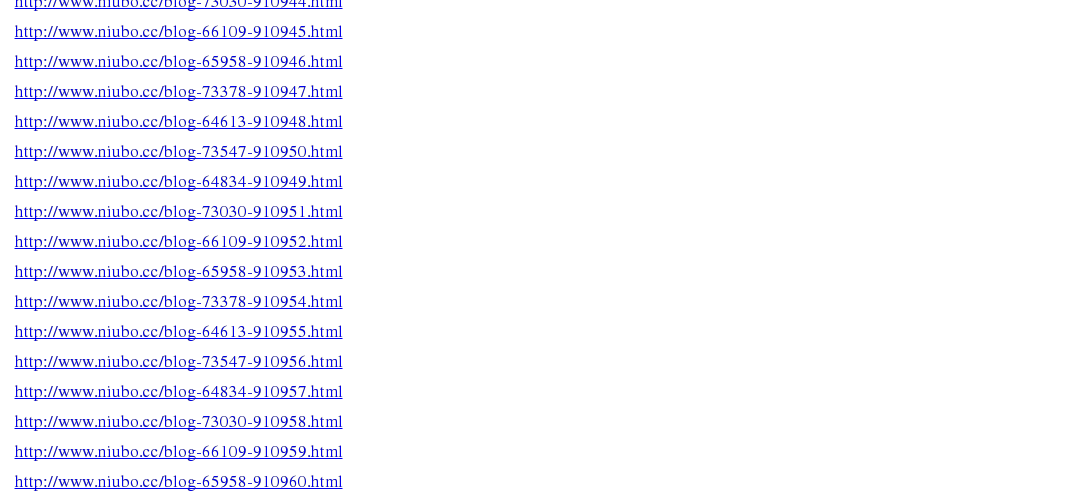 http://www.niubo.cc/blog-73030-910944.html
http://www.niubo.cc/blog-66109-910945.html
http://www.niubo.cc/blog-65958-910946.html
http://www.niubo.cc/blog-73378-910947.html
http://www.niubo.cc/blog-64613-910948.html
http://www.niubo.cc/blog-73547-910950.html
http://www.niubo.cc/blog-64834-910949.html
http://www.niubo.cc/blog-73030-910951.html
http://www.niubo.cc/blog-66109-910952.html
http://www.niubo.cc/blog-65958-910953.html
http://www.niubo.cc/blog-73378-910954.html
http://www.niubo.cc/blog-64613-910955.html
http://www.niubo.cc/blog-73547-910956.html
http://www.niubo.cc/blog-64834-910957.html
http://www.niubo.cc/blog-73030-910958.html
http://www.niubo.cc/blog-66109-910959.html
http://www.niubo.cc/blog-65958-910960.html